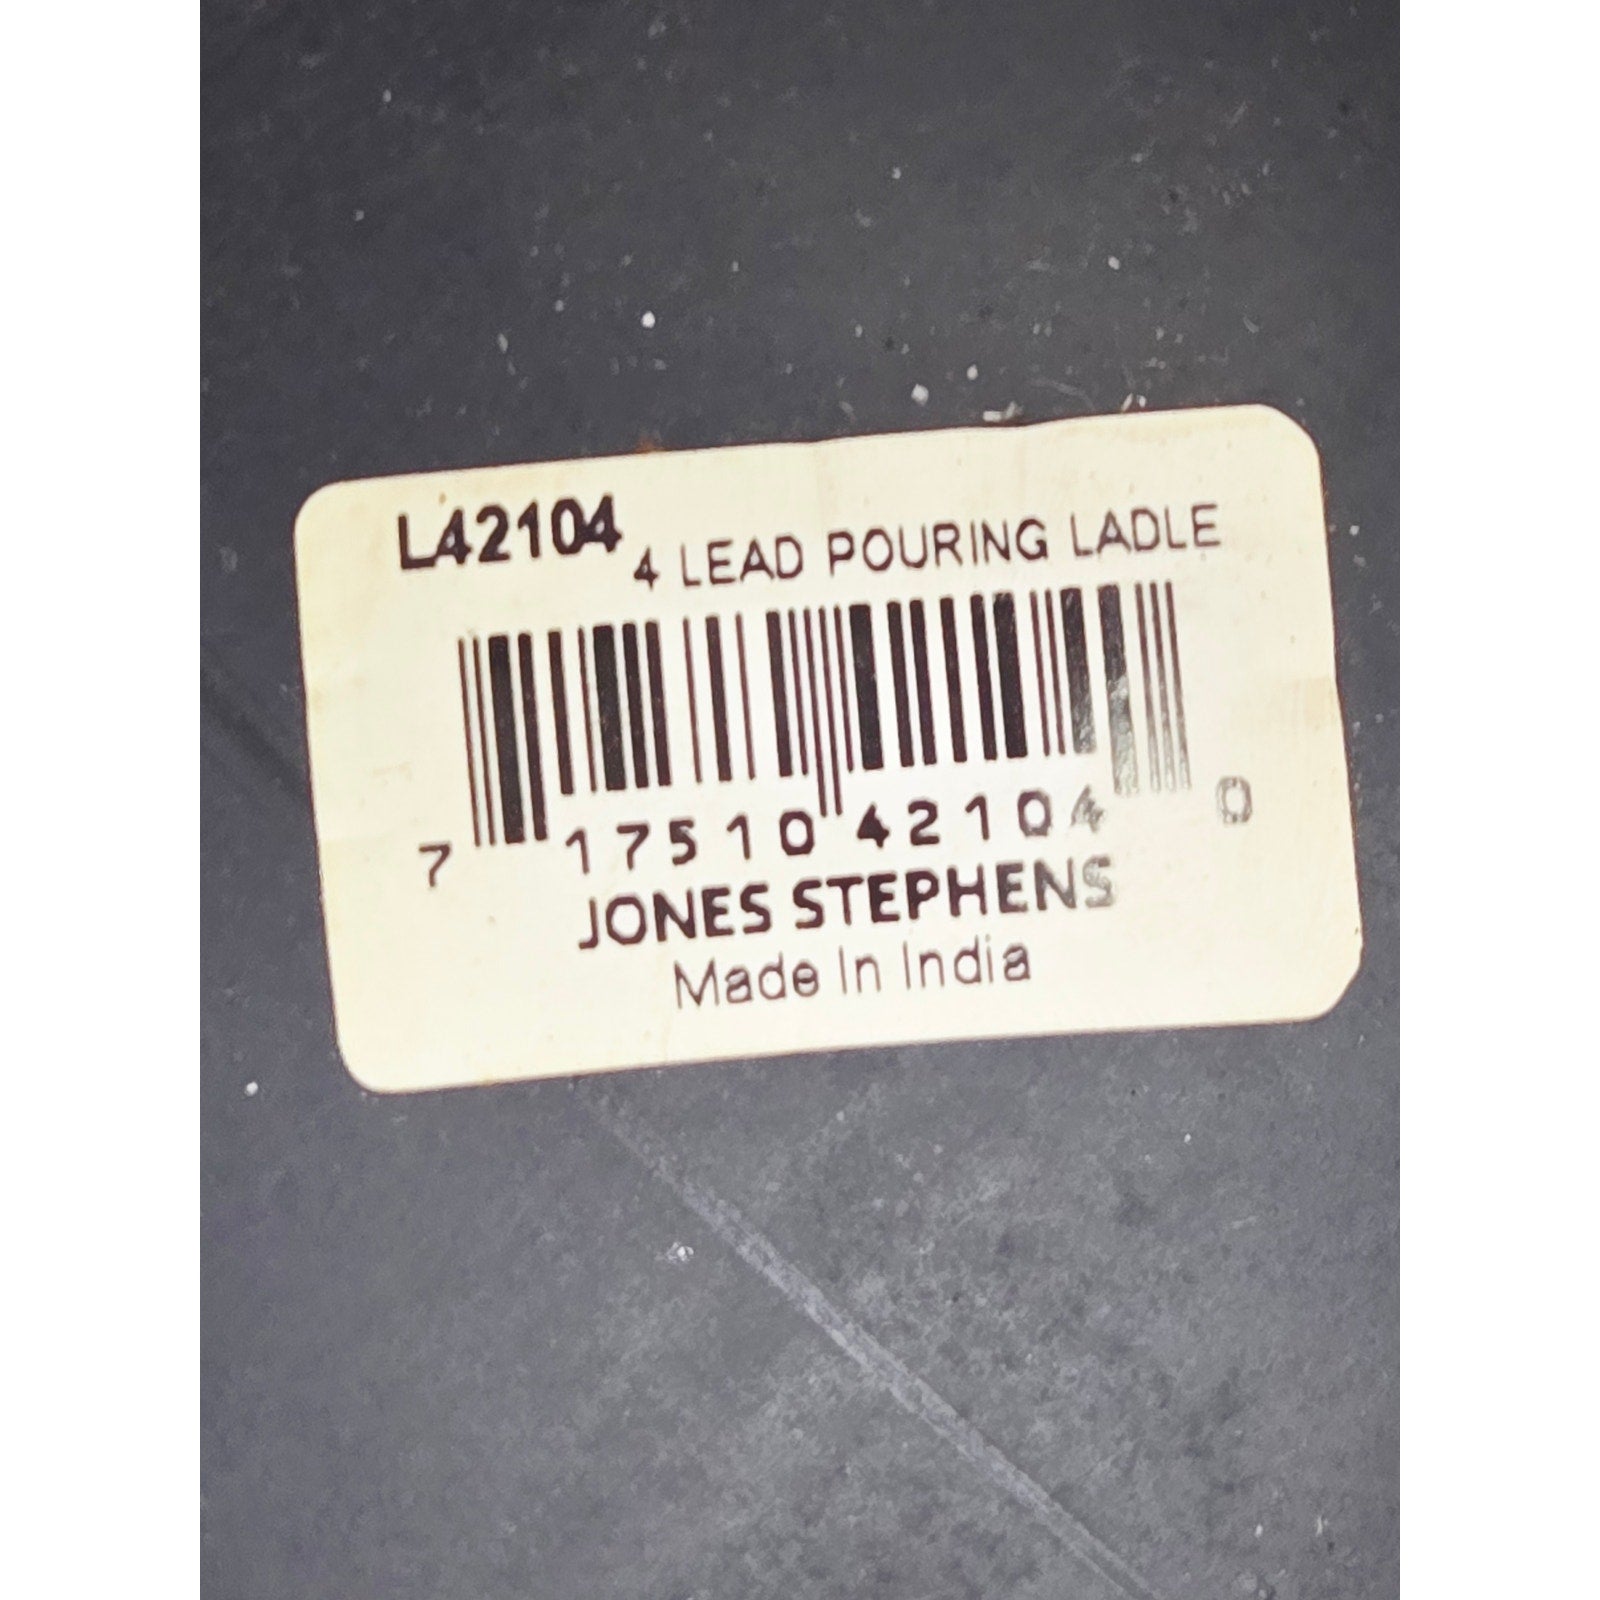 L42104 4 LEAD POURING LADLE
7 17510 42104 0
JONES STEPHENS
Made In India